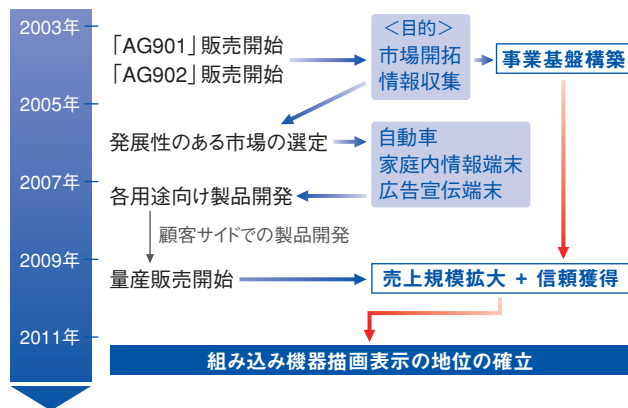 2003年
「AG901」販売開始
「AG902」販売開始
＜目的＞
市場開拓
情報収集
事業基盤構築
2005年
発展性のある市場の選定
自動車
家庭内情報端末
広告宣伝端末
2007年
各用途向け製品開発
顧客サイドでの製品開発
2009年
量産販売開始
売上規模拡大 + 信頼獲得
2011年
組み込み機器描画表示の地位の確立